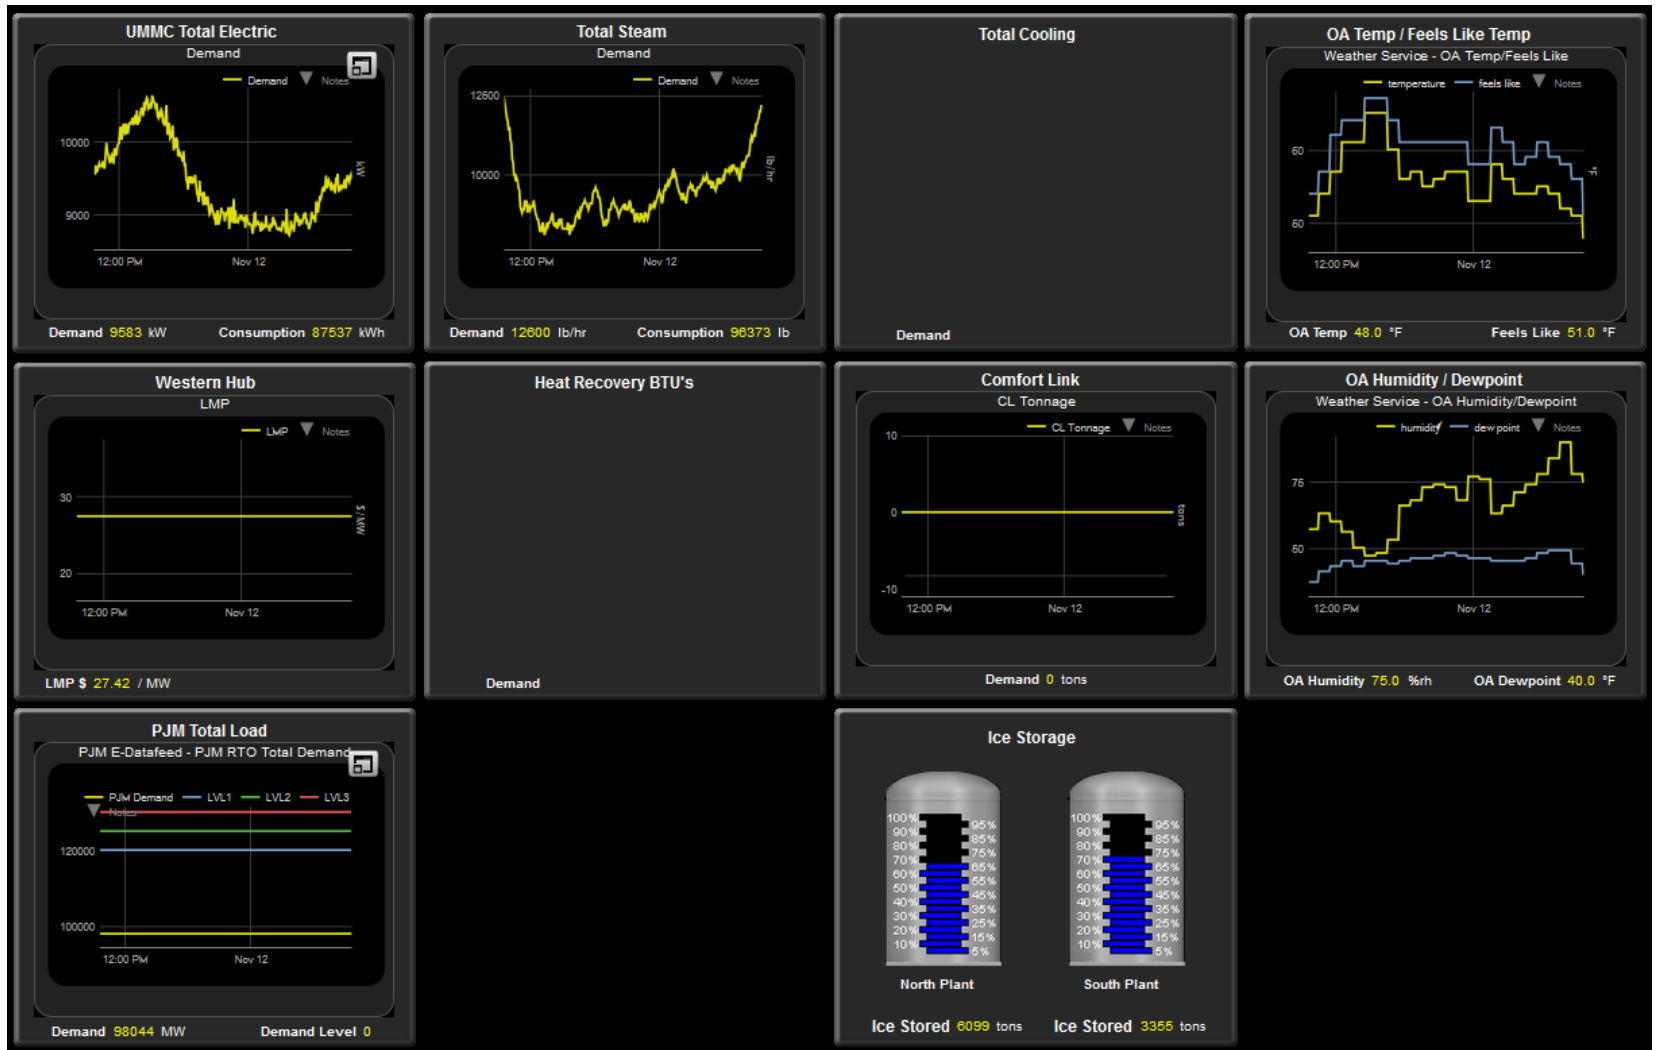 UMMC Total Electric
Demand
Demand Notes
10000
9000
kW
12:00 PM Nov 12
Demand 9583 kW Consumption 87537 kWh
Total Steam
Demand
Demand Notes
12600
10000
lb/hr
12:00 PM Nov 12
Demand 12600 lb/hr Consumption 96373 lb
Total Cooling
Demand
OA Temp / Feels Like Temp
Weather Service - OA Temp/Feels Like
temperature feels like Notes
60
50
°F
12:00 PM Nov 12
OA Temp 48.0 °F Feels Like 51.0 °F
Western Hub
LMP
LMP Notes
30
20
$/MW
12:00 PM Nov 12
LMP $ 27.42 / MW
Heat Recovery BTU's
Demand
Comfort Link
CL Tonnage
CL Tonnage Notes
10
0
-10
tons
12:00 PM Nov 12
Demand 0 tons
OA Humidity / Dewpoint
Weather Service - OA Humidity/Dewpoint
humidity dew point Notes
75
50
12:00 PM Nov 12
OA Humidity 75.0 %rh OA Dewpoint 40.0 °F
PJM Total Load
PJM E-Datafeed - PJM RTO Total Demand
PJM Demand LVL1 LVL2 LVL3
Notes
120000
100000
12:00 PM Nov 12
Demand 98044 MW Demand Level 0
Ice Storage
100% 95%
90% 85%
80% 75%
70% 65%
60% 55%
50% 45%
40% 35%
30% 25%
20% 15%
10% 5%
North Plant
Ice Stored 6099 tons
100% 95%
90% 85%
80% 75%
70% 65%
60% 55%
50% 45%
40% 35%
30% 25%
20% 15%
10% 5%
South Plant
Ice Stored 3355 tons